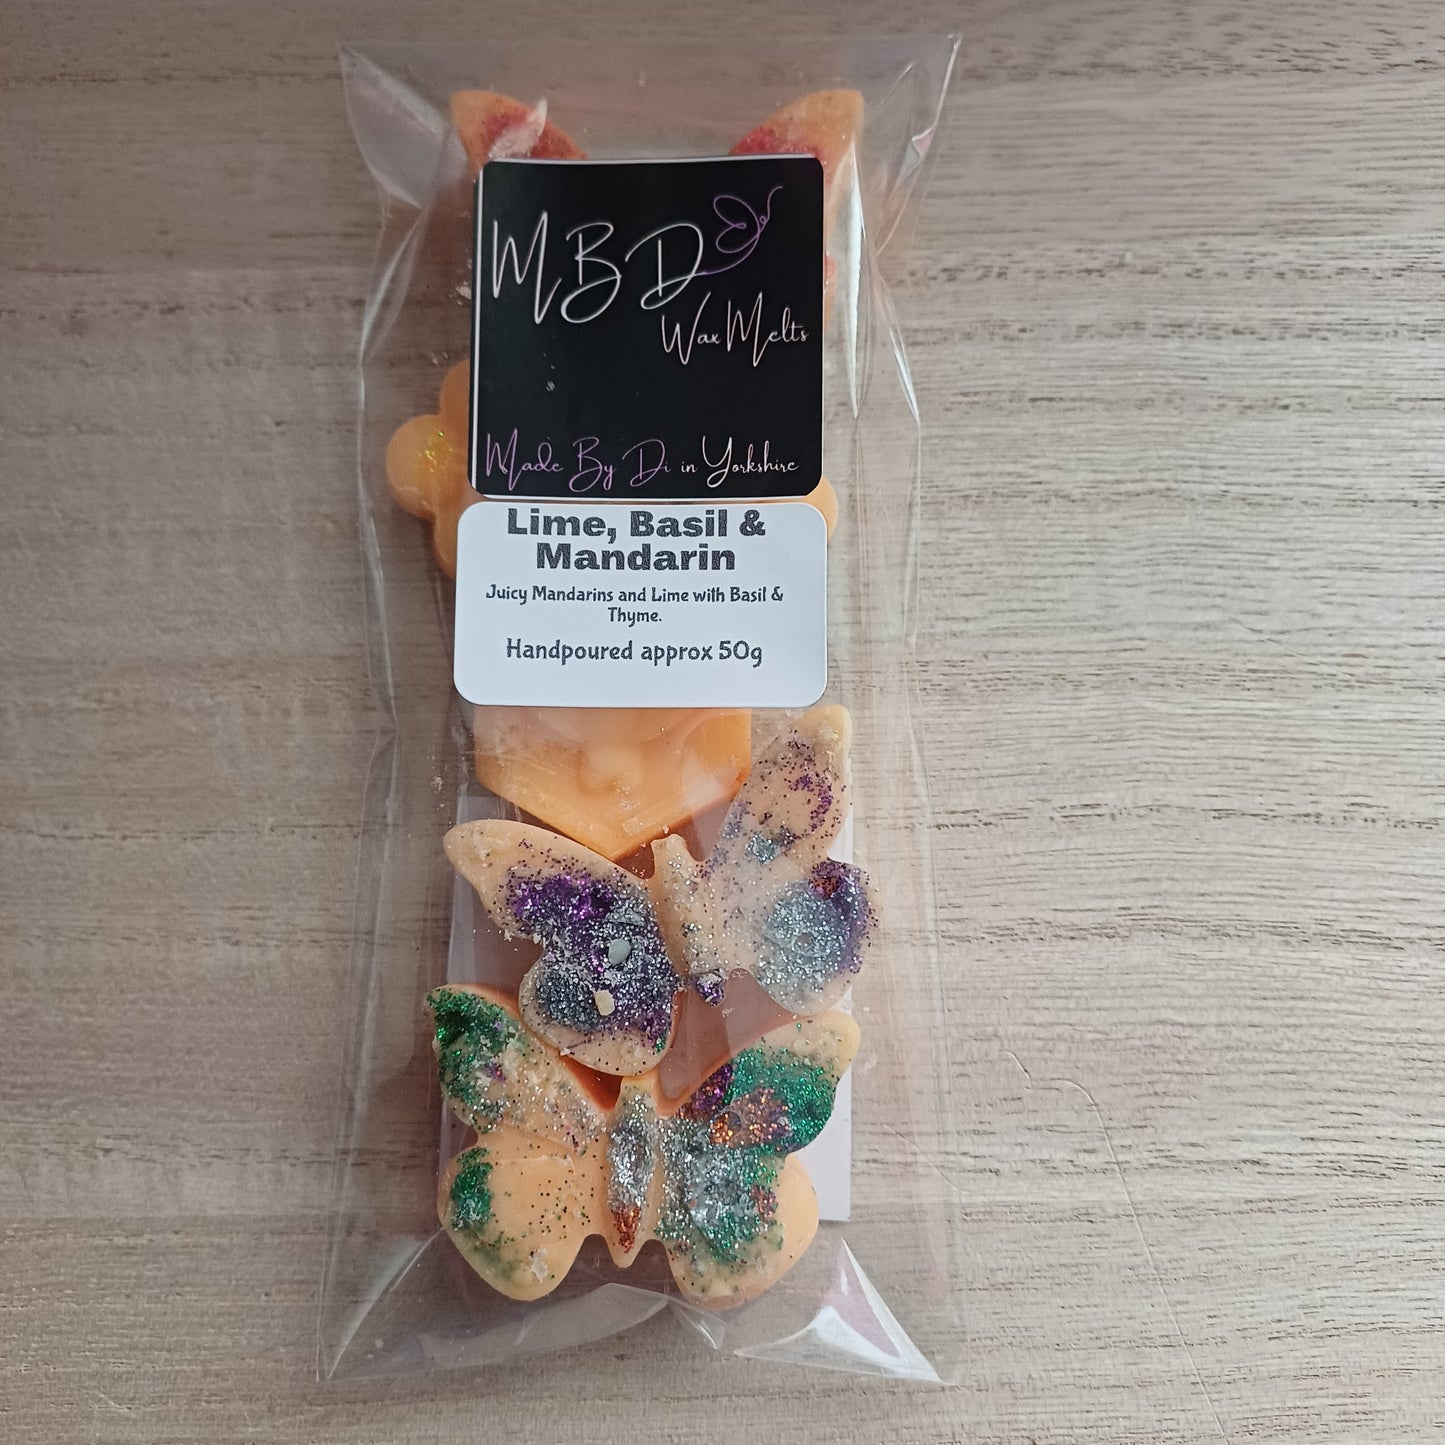 MBD
Wax Melts
Made By Di in Yorkshire
Lime, Basil &
Mandarin
Juicy Mandarins and Lime with Basil &
Thyme.
Handpoured approx 50g